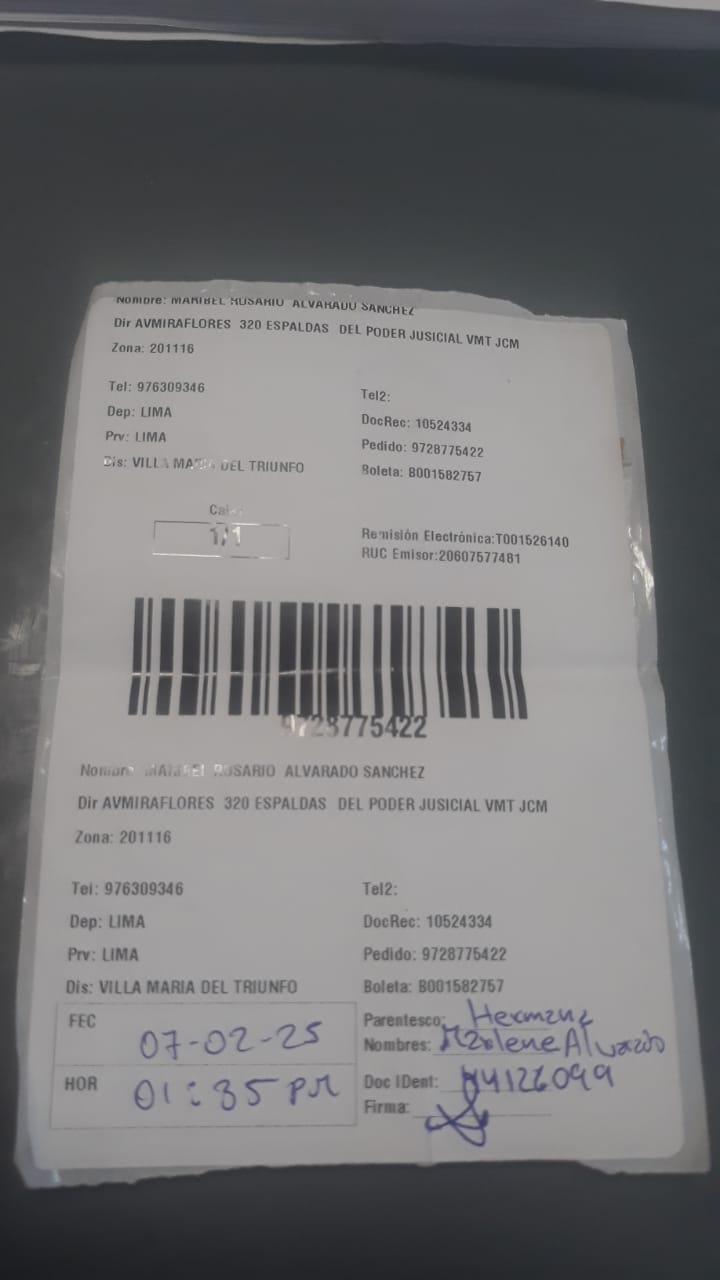 Nombre: MARIBEL ROSARIO ALVARADO SANCHEZ
Dir AVMIRAFLORES 320 ESPALDAS DEL PODER JUSICIAL VMT JCM
Zona: 201116
Tel: 976309346
Tel2:
Dep: LIMA
DocRec: 10524334
Prv: LIMA
Pedido: 9728775422
Dis: VILLA MARIA DEL TRIUNFO
Boleta: B001582757
1/1
Remisión Electrónica:T001526140
RUC Emisor:20607577481
9728775422
Nombre: MARIBEL ROSARIO ALVARADO SANCHEZ
Dir AVMIRAFLORES 320 ESPALDAS DEL PODER JUSICIAL VMT JCM
Zona: 201116
Tel: 976309346
Tel2:
Dep: LIMA
DocRec: 10524334
Prv: LIMA
Pedido: 9728775422
Dis: VILLA MARIA DEL TRIUNFO
Boleta: B001582757
FEC 07-02-25
Parentesco: Hermana
Nombres: Marlene Alvarado
HOR 01:35 PM
Doc IDent: 44126099
Firma: